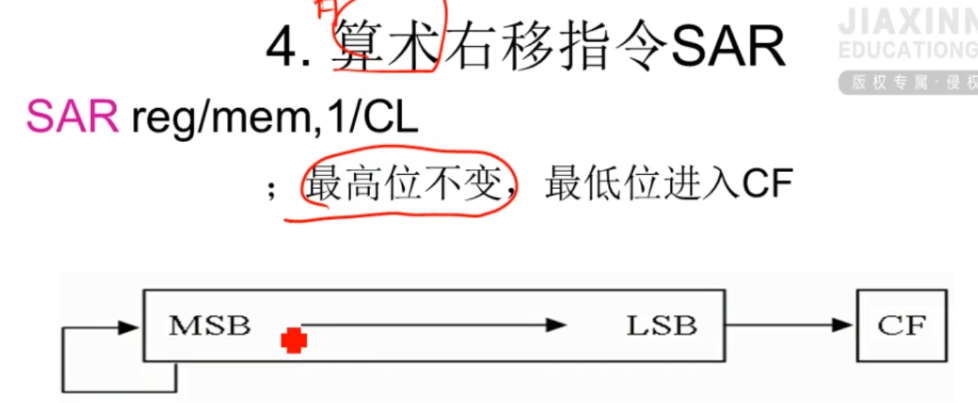 4. 算术右移指令SAR
JIAXINN
EDUCATIONG
版权专属·侵权
SAR reg/mem,1/CL
；最高位不变，最低位进入CF
MSB LSB CF